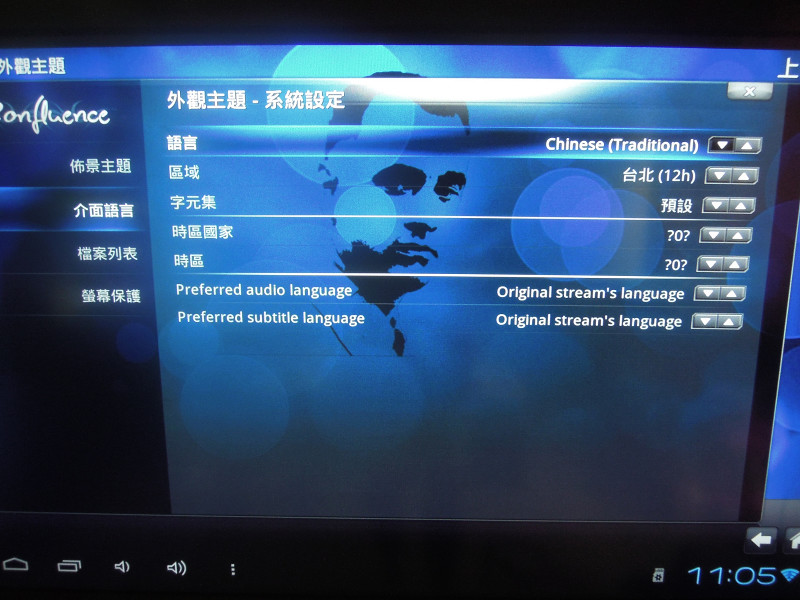 外觀主題
上
Confluence
佈景主題
介面語言
檔案列表
螢幕保護
外觀主題 - 系統設定
語言 Chinese (Traditional)
區域 台北 (12h)
字元集 預設
時區國家 ?0?
時區 ?0?
Preferred audio language Original stream's language
Preferred subtitle language Original stream's language
11:05